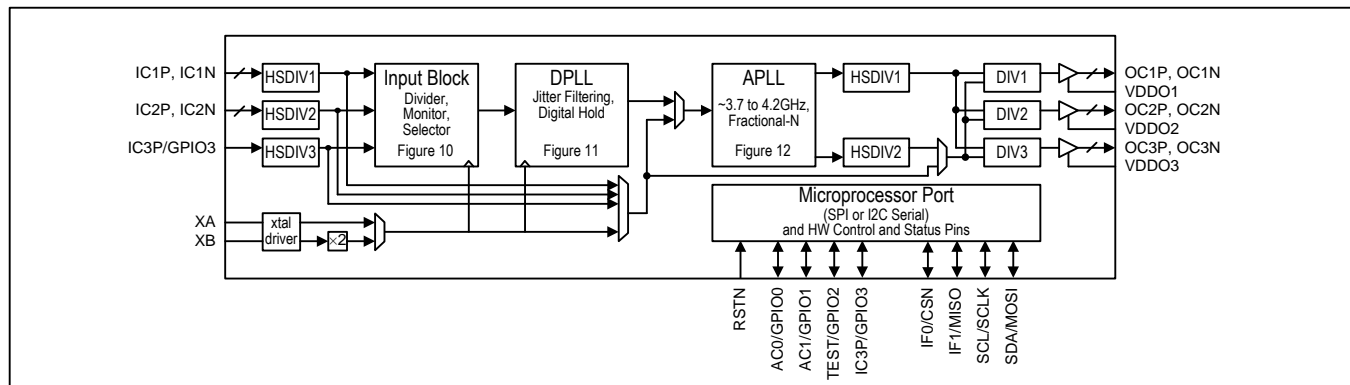 IC1P, IC1N
HSDIV1
IC2P, IC2N
HSDIV2
IC3P/GPIO3
HSDIV3
XA
XB
xtal
driver
×2
Input Block
Divider,
Monitor,
Selector
Figure 10
DPLL
Jitter Filtering,
Digital Hold
Figure 11
APLL
~3.7 to 4.2GHz,
Fractional-N
Figure 12
HSDIV1
HSDIV2
DIV1
DIV2
DIV3
OC1P, OC1N
VDDO1
OC2P, OC2N
VDDO2
OC3P, OC3N
VDDO3
Microprocessor Port
(SPI or I2C Serial)
and HW Control and Status Pins
RSTN
AC0/GPIO0
AC1/GPIO1
TEST/GPIO2
IC3P/GPIO3
IF0/CSN
IF1/MISO
SCL/SCLK
SDA/MOSI